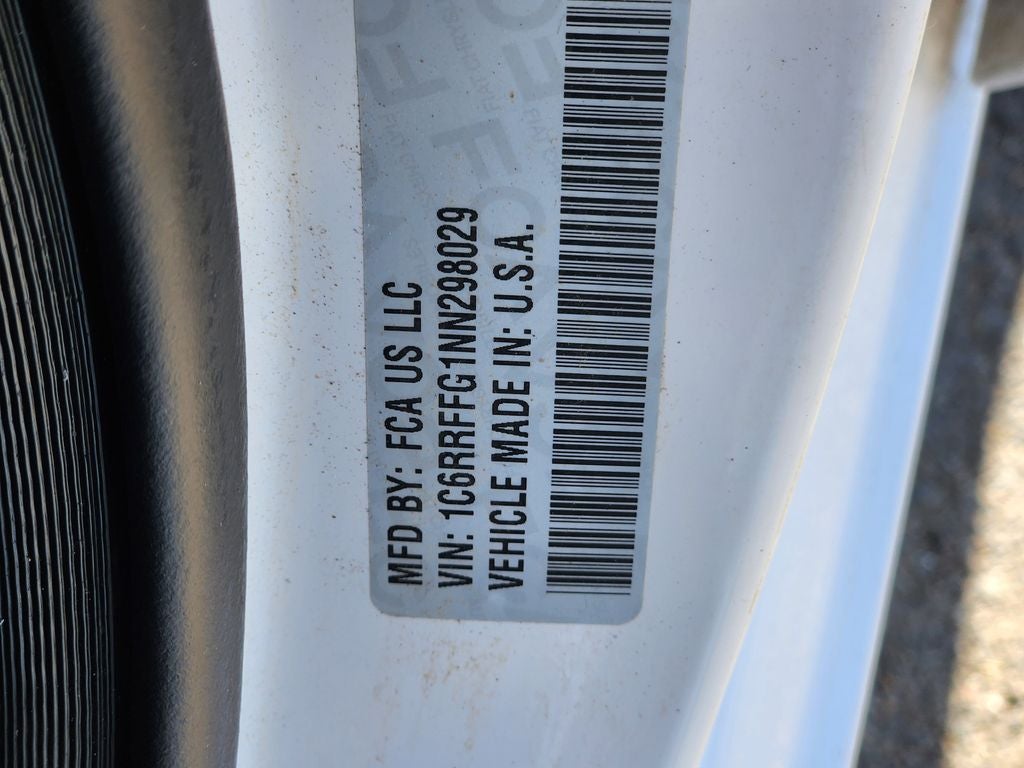 MFD BY: FCA US LLC
VIN: 1C6RRFFG1NN298029
VEHICLE MADE IN: U.S.A.